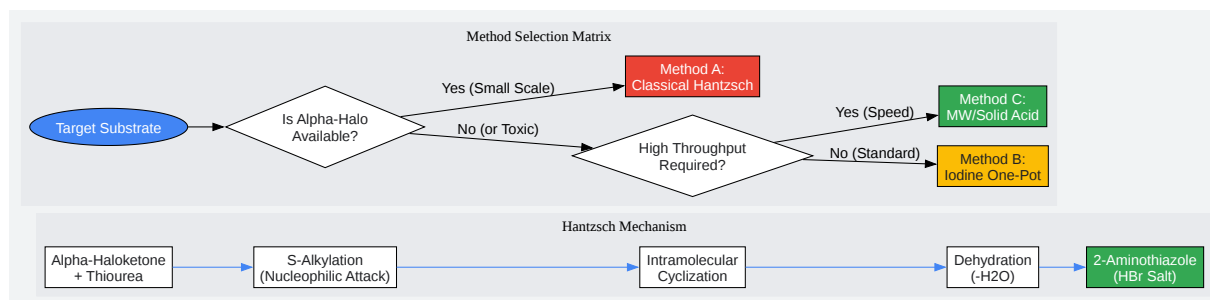 Method Selection Matrix
Target Substrate
Is Alpha-Halo
Available?
Yes (Small Scale)
No (or Toxic)
Method A:
Classical Hantzsch
High Throughput
Required?
Yes (Speed)
No (Standard)
Method C:
MW/Solid Acid
Method B:
Iodine One-Pot
Hantzsch Mechanism
Alpha-Haloketone
+ Thiourea
S-Alkylation
(Nucleophilic Attack)
Intramolecular
Cyclization
Dehydration
(-H2O)
2-Aminothiazole
(HBr Salt)